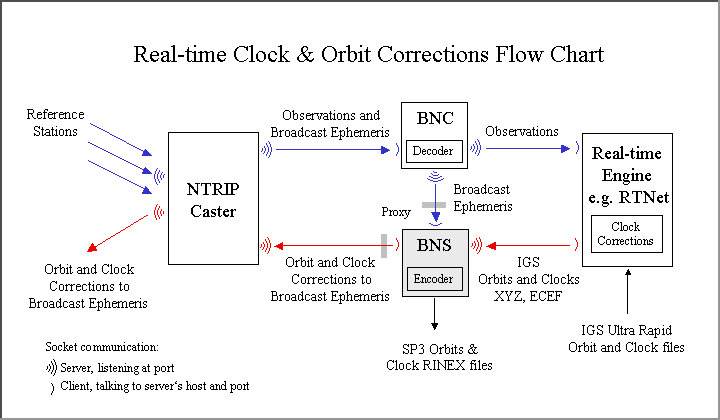 Real-time Clock & Orbit Corrections Flow Chart
Reference
Stations
Observations and
Broadcast Ephemeris
BNC
Decoder
Observations
NTRIP
Caster
Real-time
Engine
e.g. RTNet
Clock
Corrections
Broadcast
Ephemeris
Proxy
BNS
Encoder
Orbit and Clock
Corrections to
Broadcast Ephemeris
Orbit and Clock
Corrections to
Broadcast Ephemeris
IGS
Orbits and Clocks
XYZ, ECEF
SP3 Orbits &
Clock RINEX files
IGS Ultra Rapid
Orbit and Clock files
Socket communication:
Server, listening at port
Client, talking to server's host and port